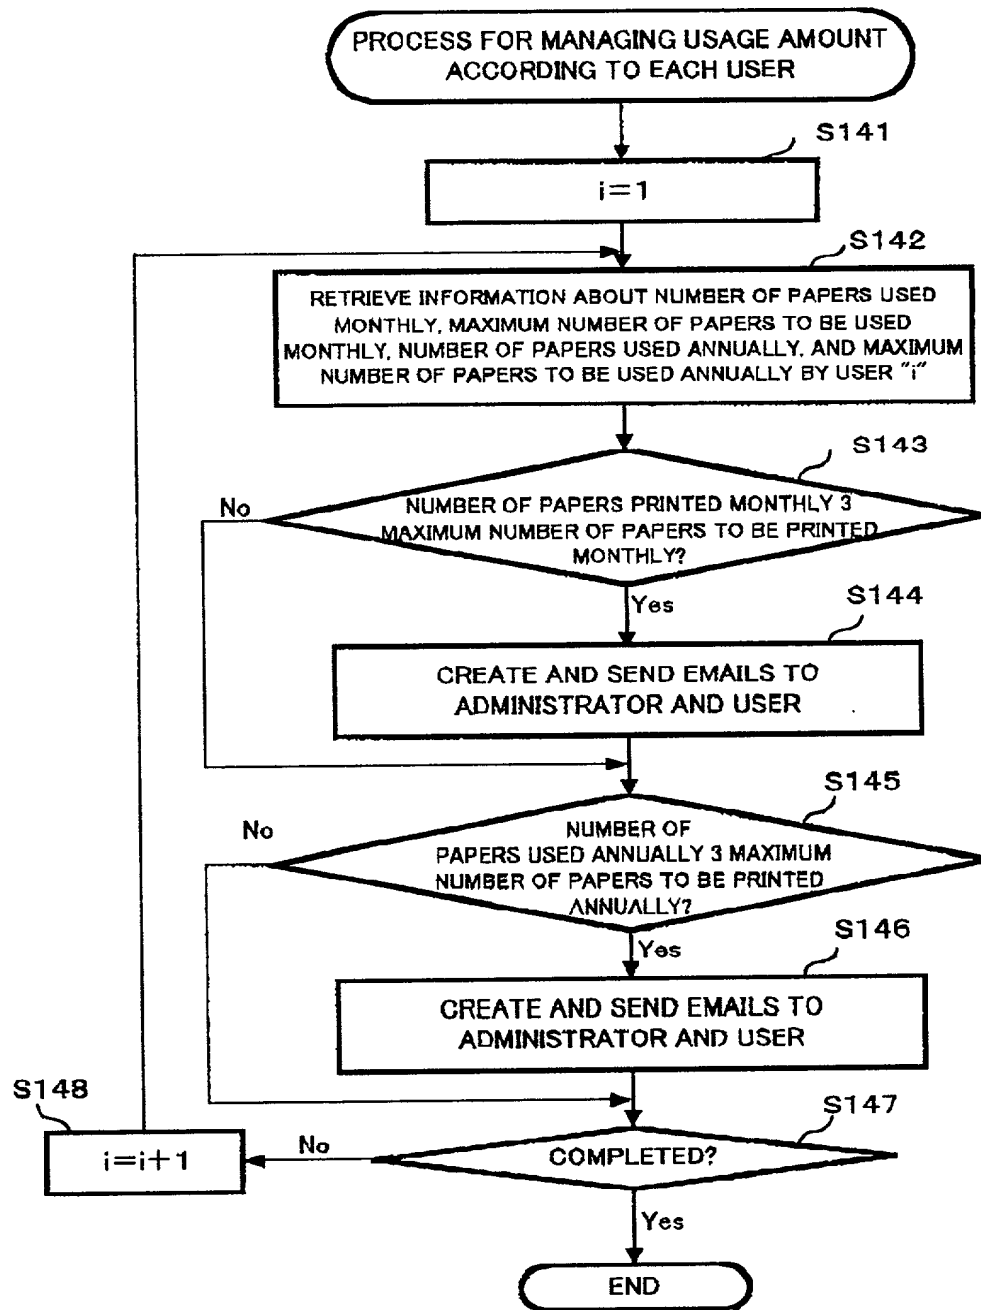 PROCESS FOR MANAGING USAGE AMOUNT
ACCORDING TO EACH USER
S141
i=1
S142
RETRIEVE INFORMATION ABOUT NUMBER OF PAPERS USED
MONTHLY, MAXIMUM NUMBER OF PAPERS TO BE USED
MONTHLY, NUMBER OF PAPERS USED ANNUALLY, AND MAXIMUM
NUMBER OF PAPERS TO BE USED ANNUALLY BY USER "i"
S143
No
NUMBER OF PAPERS PRINTED MONTHLY 3
MAXIMUM NUMBER OF PAPERS TO BE PRINTED
MONTHLY?
Yes
S144
CREATE AND SEND EMAILS TO
ADMINISTRATOR AND USER
S145
No
NUMBER OF
PAPERS USED ANNUALLY 3 MAXIMUM
NUMBER OF PAPERS TO BE PRINTED
ANNUALLY?
Yes
S146
CREATE AND SEND EMAILS TO
ADMINISTRATOR AND USER
S148
S147
i=i+1
No
COMPLETED?
Yes
END